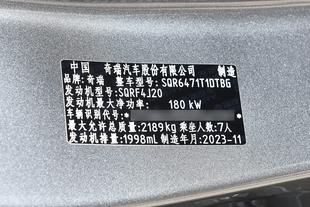 中国 奇瑞汽车股份有限公司 制造
品牌:奇瑞 整车型号:SQR6471T1DTBG
发动机型号:SQRF4J20
发动机最大净功率: 180 kW
车辆识别代号:
最大允许总质量:2189kg 乘坐人数:7人
发动机排量:1998mL 制造年月:2023-11